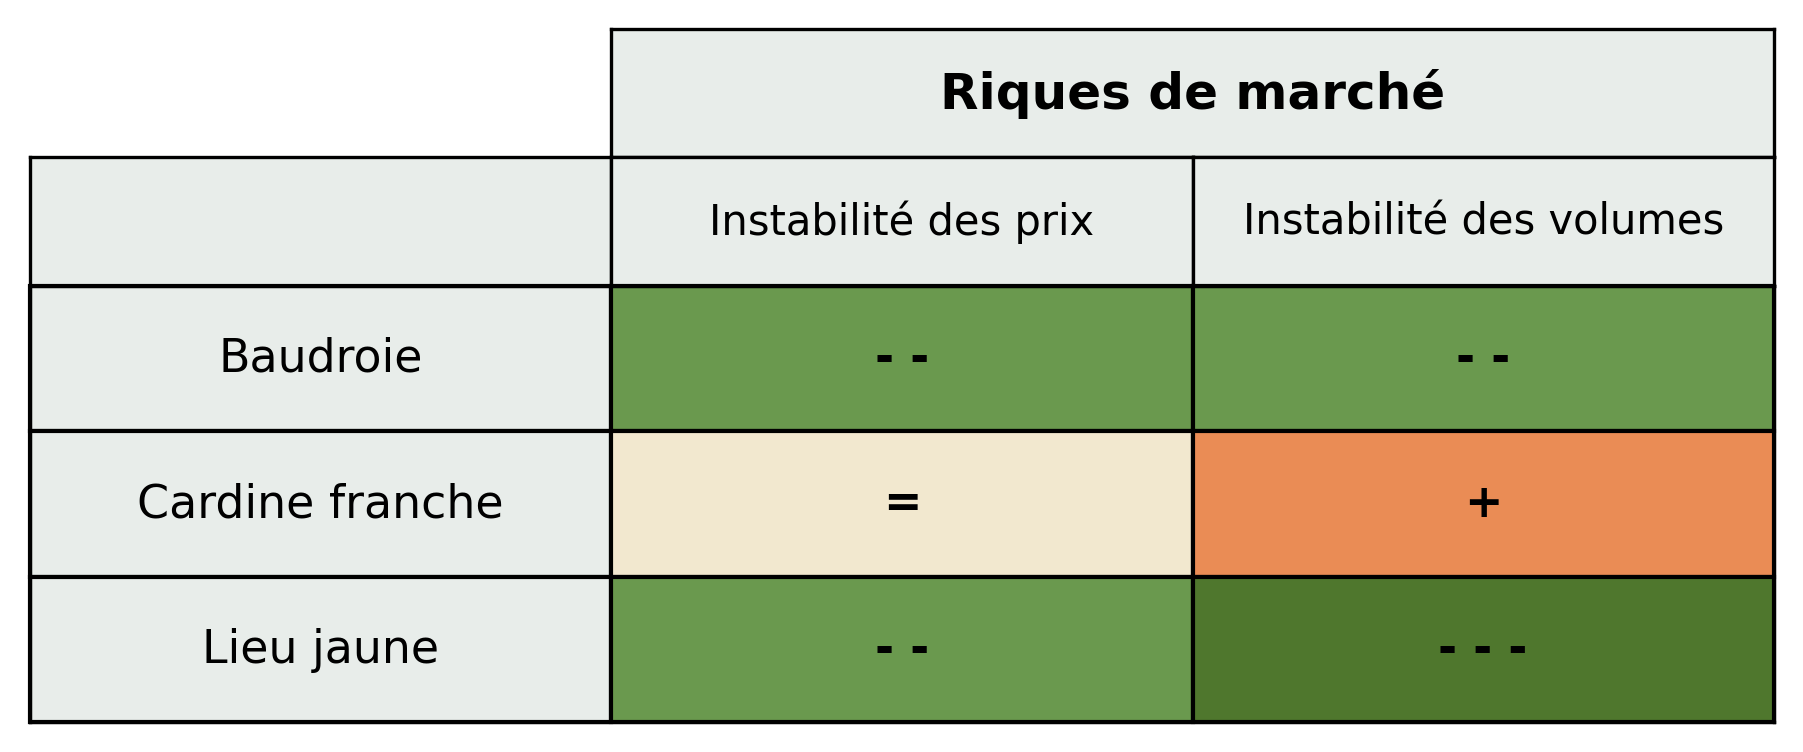 Riques de marché
Instabilité des prix Instabilité des volumes
Baudroie - - - -
Cardine franche = +
Lieu jaune - - - - -